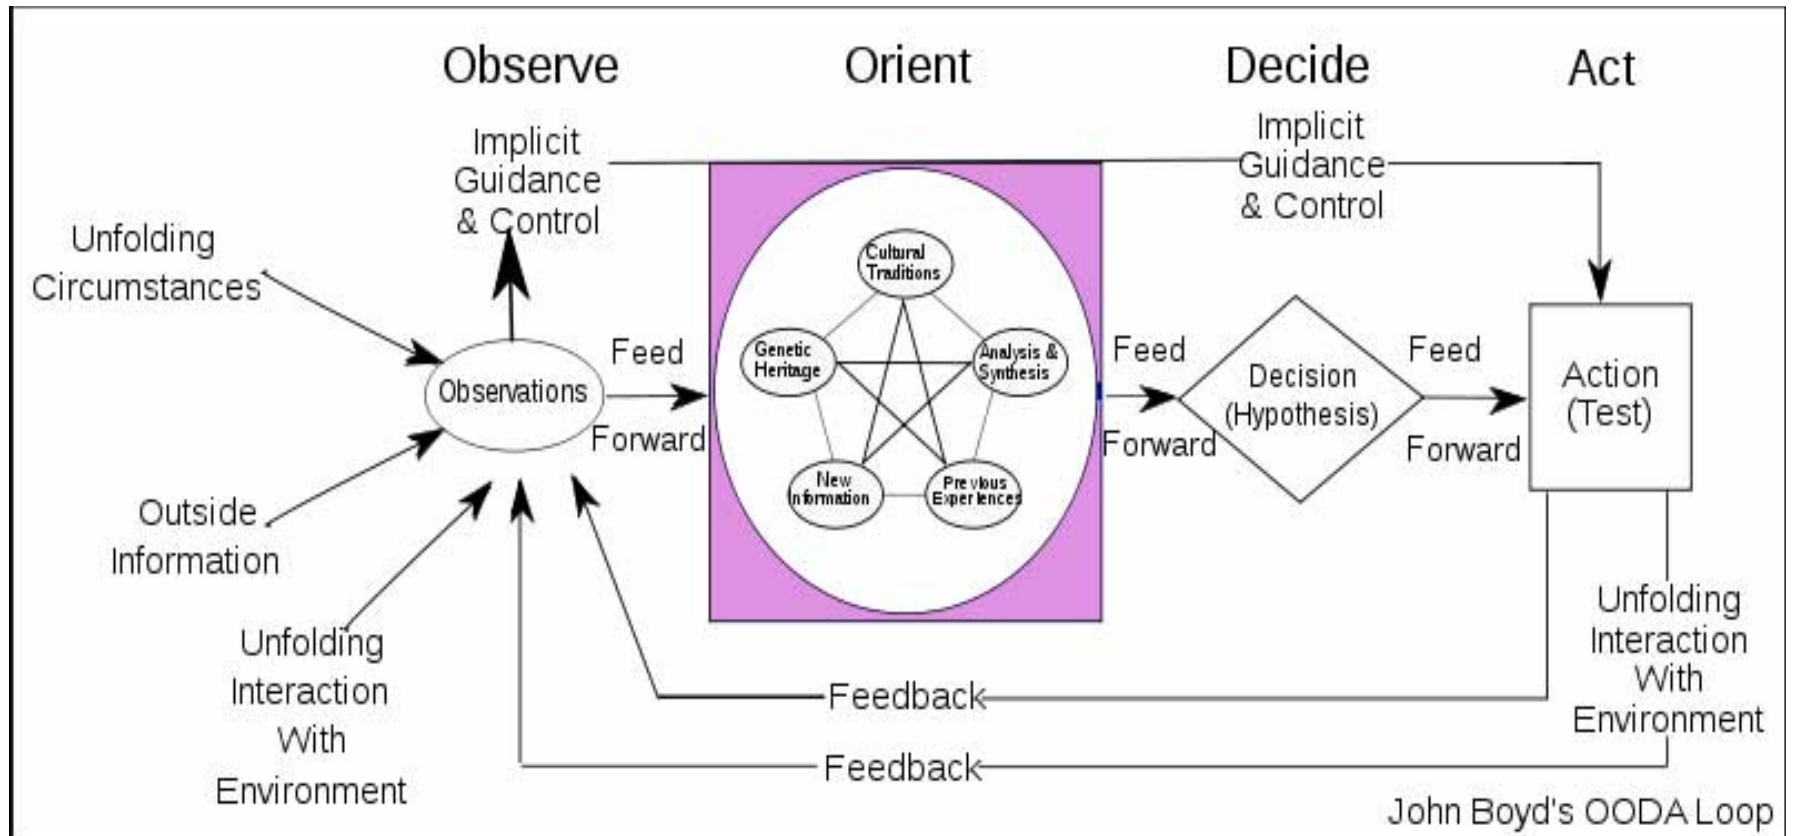 Observe
Orient
Decide
Act
Implicit
Guidance
& Control
Implicit
Guidance
& Control
Unfolding
Circumstances
Observations
Feed
Forward
Cultural
Traditions
Genetic
Heritage
Analysis &
Synthesis
New
Information
Previous
Experiences
Feed
Forward
Decision
(Hypothesis)
Feed
Forward
Action
(Test)
Outside
Information
Unfolding
Interaction
With
Environment
Unfolding
Interaction
With
Environment
Feedback
Feedback
John Boyd's OODA Loop